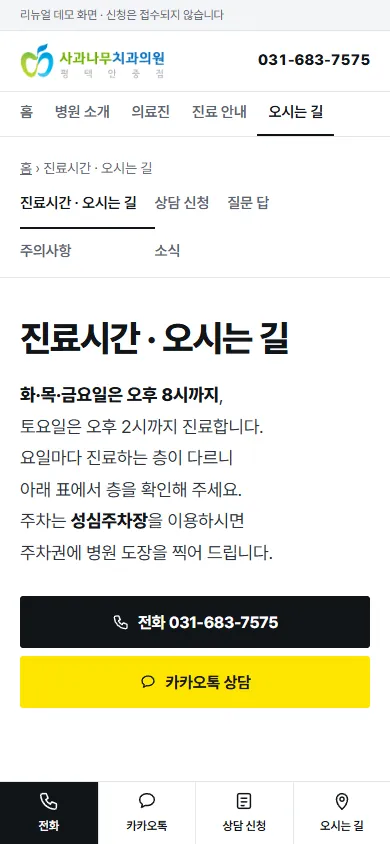 리뉴얼 데모 화면 · 신청은 접수되지 않습니다
사과나무치과의원
평택안중점
031-683-7575
홈 병원 소개 의료진 진료 안내 오시는 길
홈 › 진료시간 · 오시는 길
진료시간 · 오시는 길 상담 신청 질문 답
주의사항 소식
진료시간 · 오시는 길
화·목·금요일은 오후 8시까지,
토요일은 오후 2시까지 진료합니다.
요일마다 진료하는 층이 다르니
아래 표에서 층을 확인해 주세요.
주차는 성심주차장을 이용하시면
주차권에 병원 도장을 찍어 드립니다.
전화 031-683-7575
카카오톡 상담
전화 카카오톡 상담 신청 오시는 길